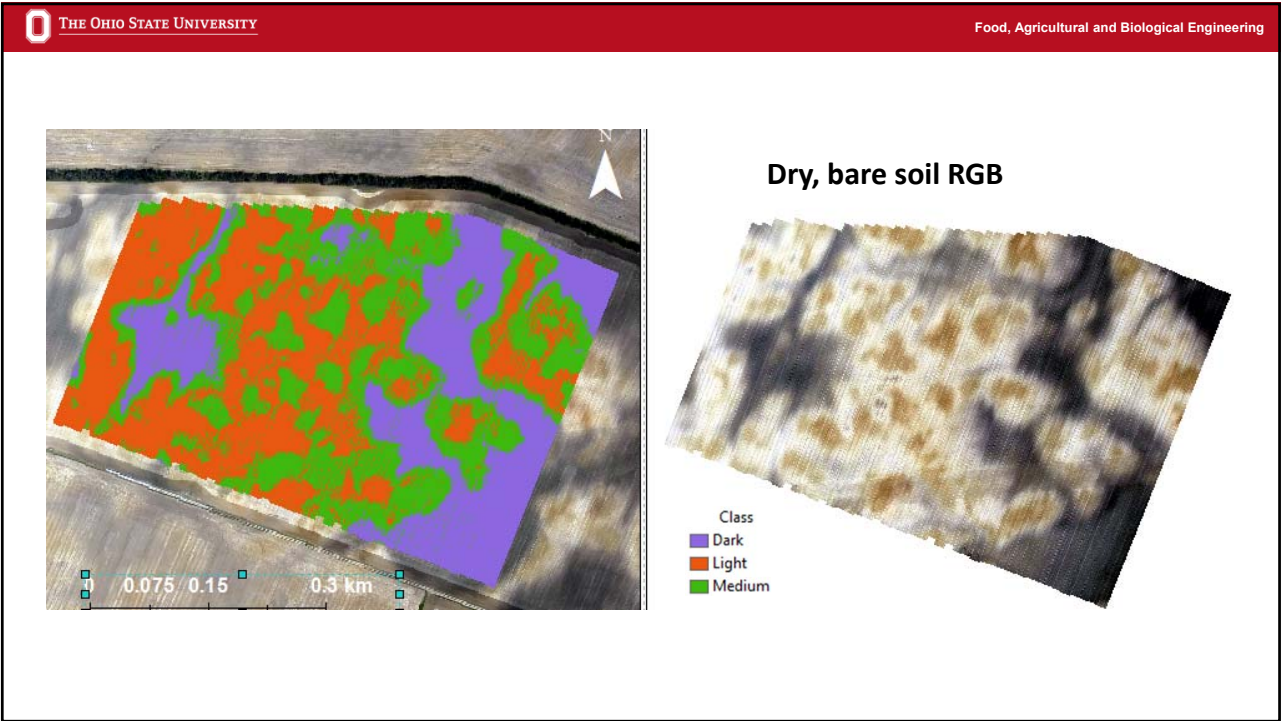 THE OHIO STATE UNIVERSITY
Food, Agricultural and Biological Engineering
N
Dry, bare soil RGB
Class
Dark
Light
Medium
0 0.075 0.15 0.3 km